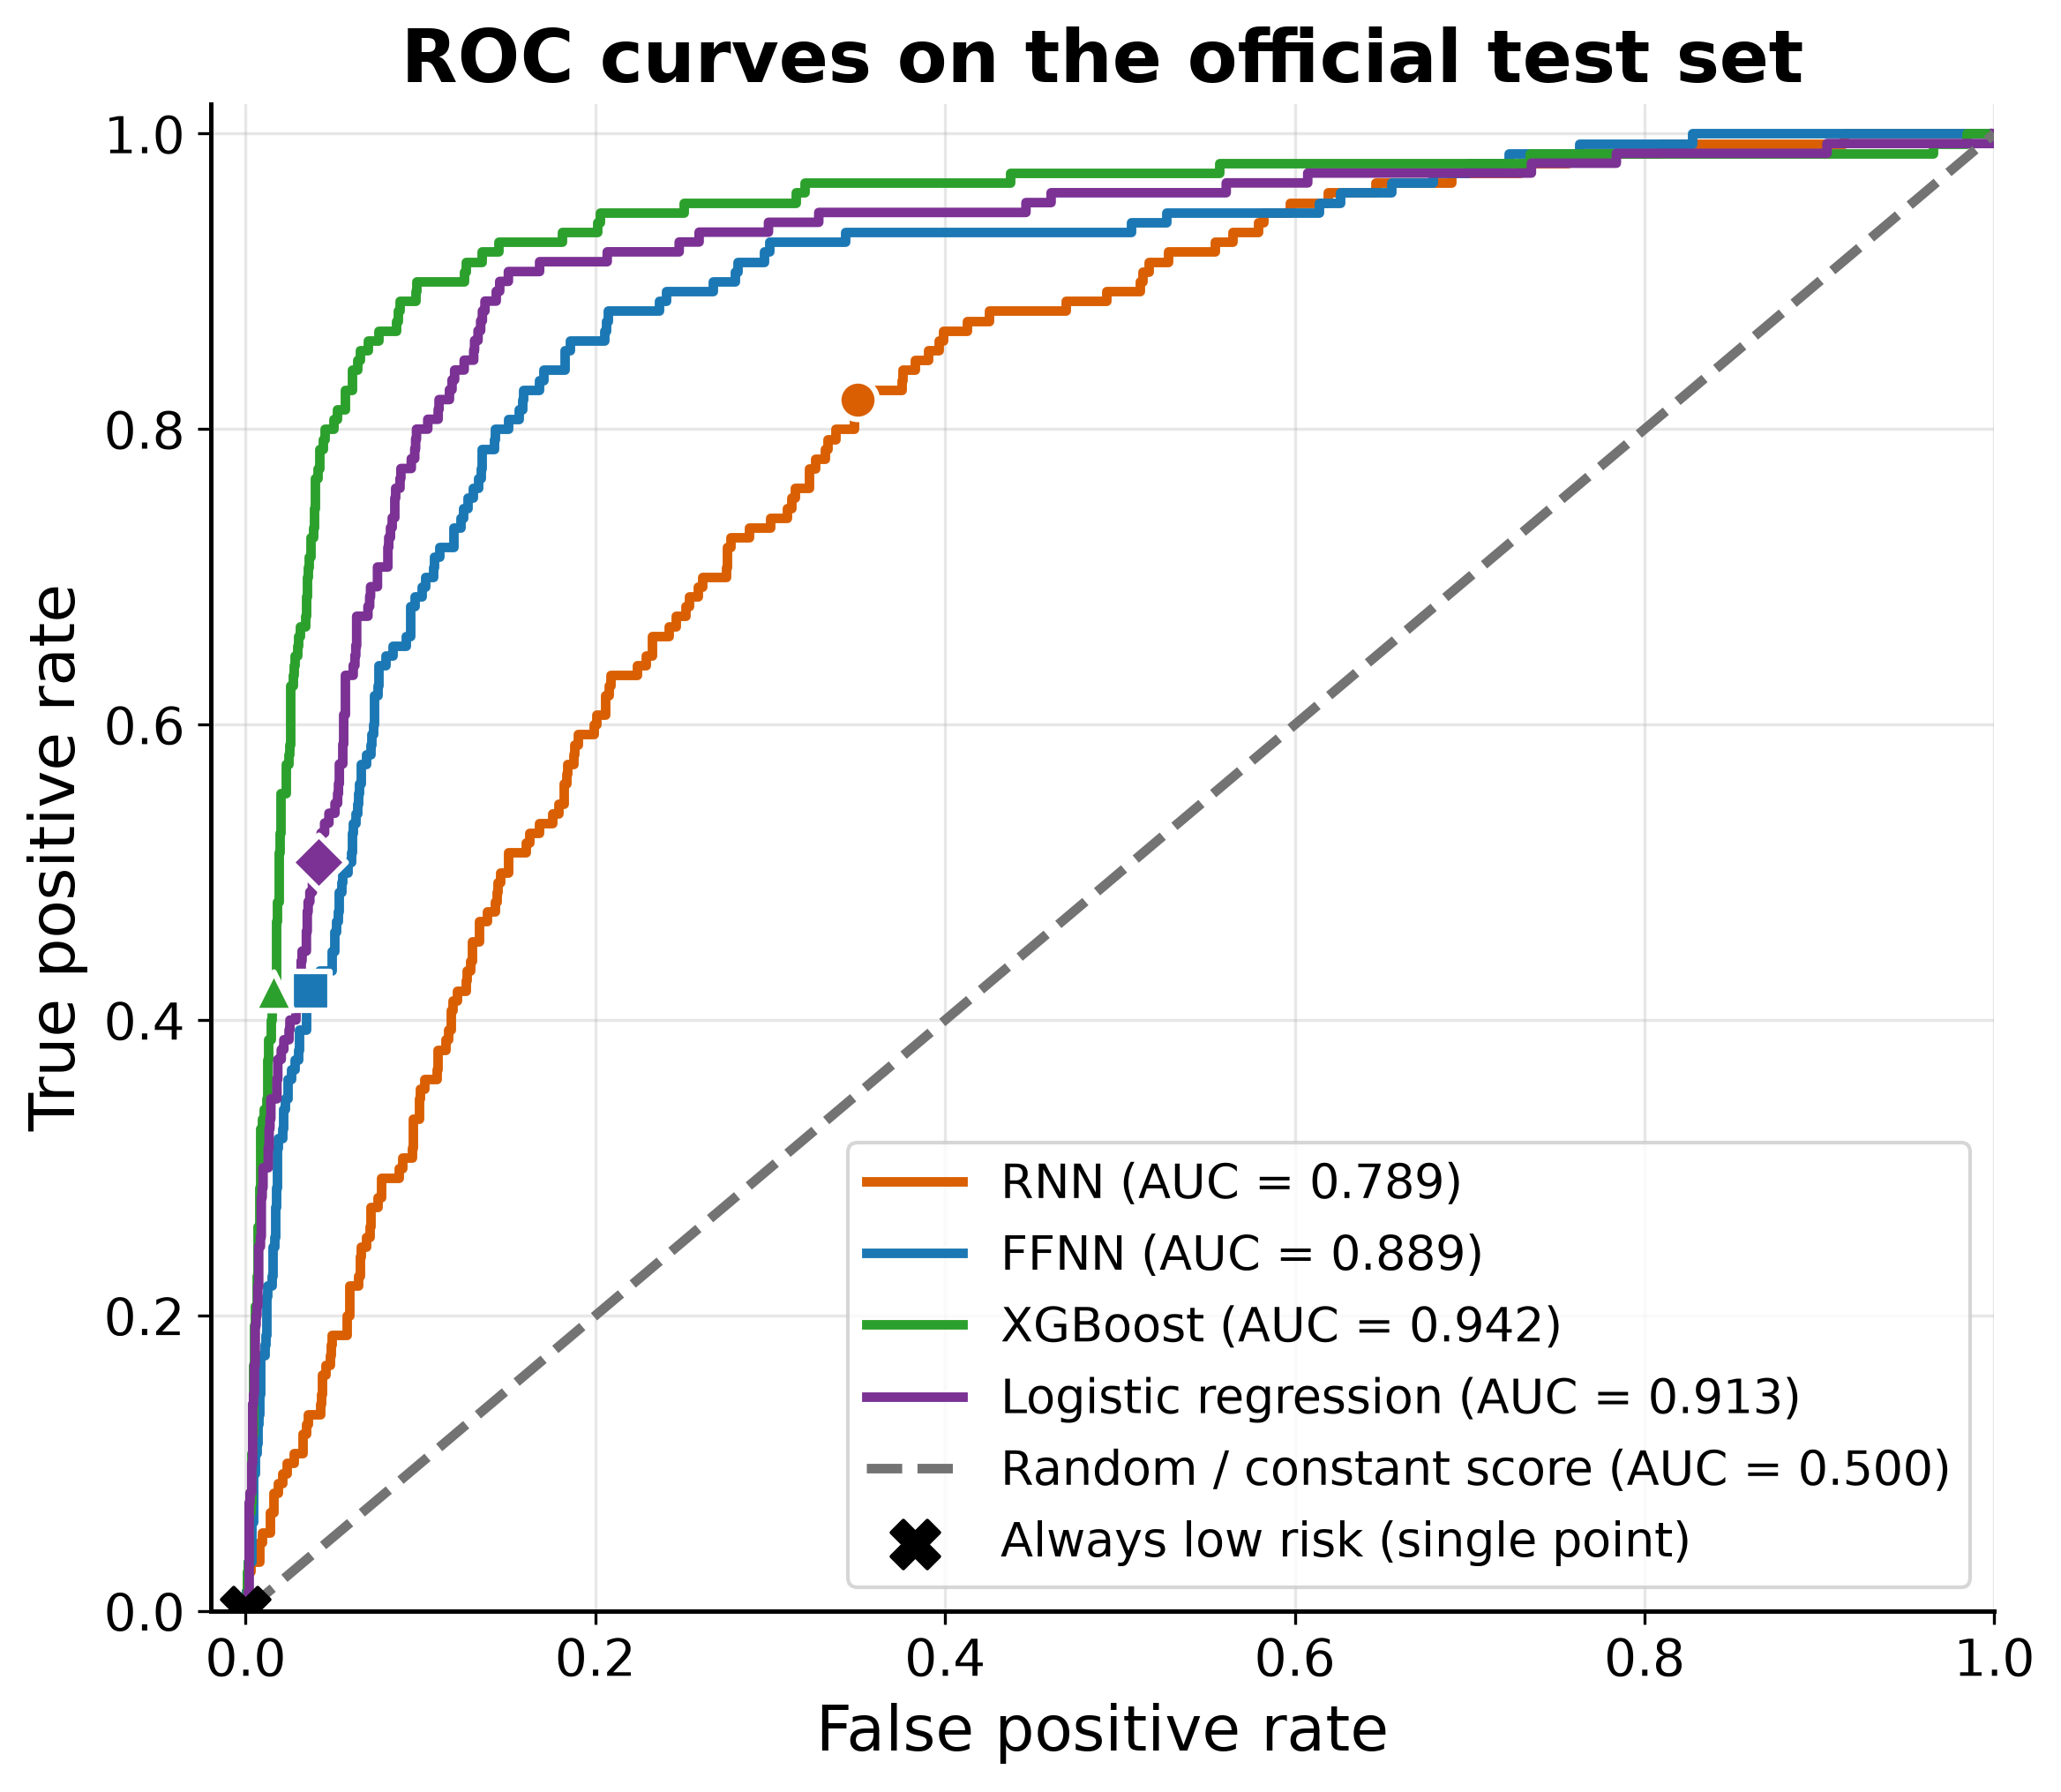 ROC curves on the official test set
True positive rate
1.0
0.8
0.6
0.4
0.2
0.0
RNN (AUC = 0.789)
FFNN (AUC = 0.889)
XGBoost (AUC = 0.942)
Logistic regression (AUC = 0.913)
Random / constant score (AUC = 0.500)
Always low risk (single point)
0.0 0.2 0.4 0.6 0.8 1.0
False positive rate